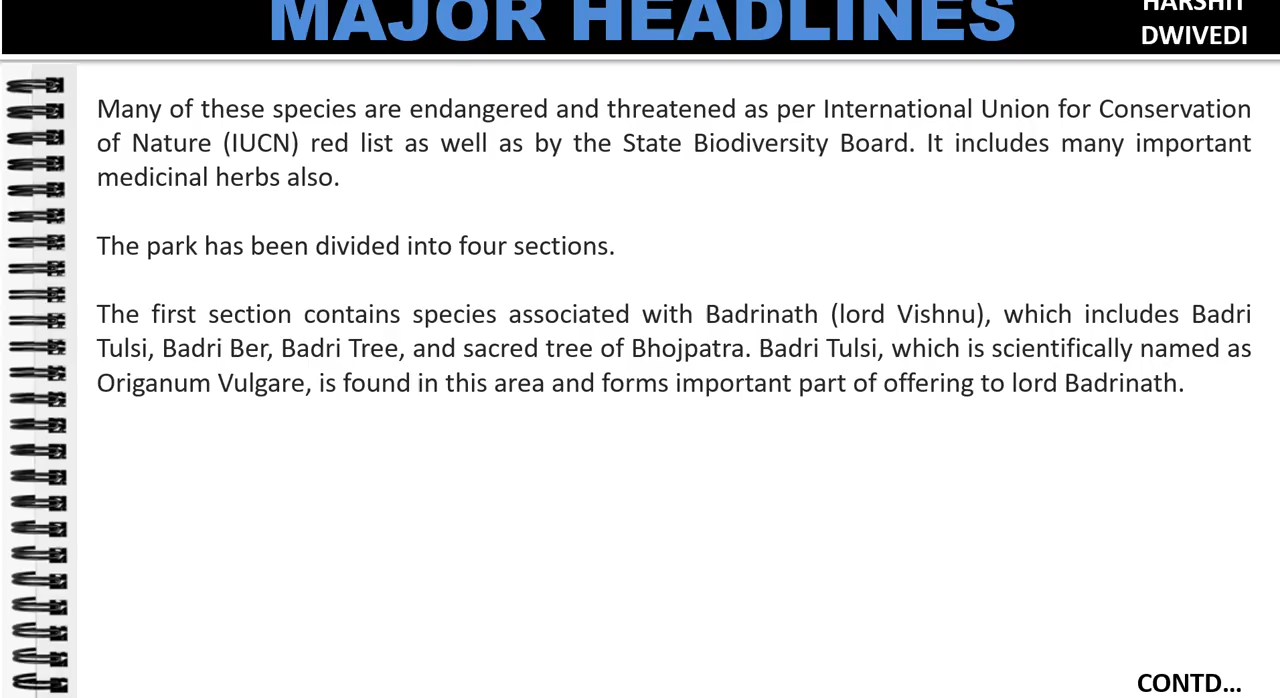 MAJOR HEADLINES
HARSHIT
DWIVEDI
Many of these species are endangered and threatened as per International Union for Conservation
of Nature (IUCN) red list as well as by the State Biodiversity Board. It includes many important
medicinal herbs also.
The park has been divided into four sections.
The first section contains species associated with Badrinath (lord Vishnu), which includes Badri
Tulsi, Badri Ber, Badri Tree, and sacred tree of Bhojpatra. Badri Tulsi, which is scientifically named as
Origanum Vulgare, is found in this area and forms important part of offering to lord Badrinath.
CONTD...